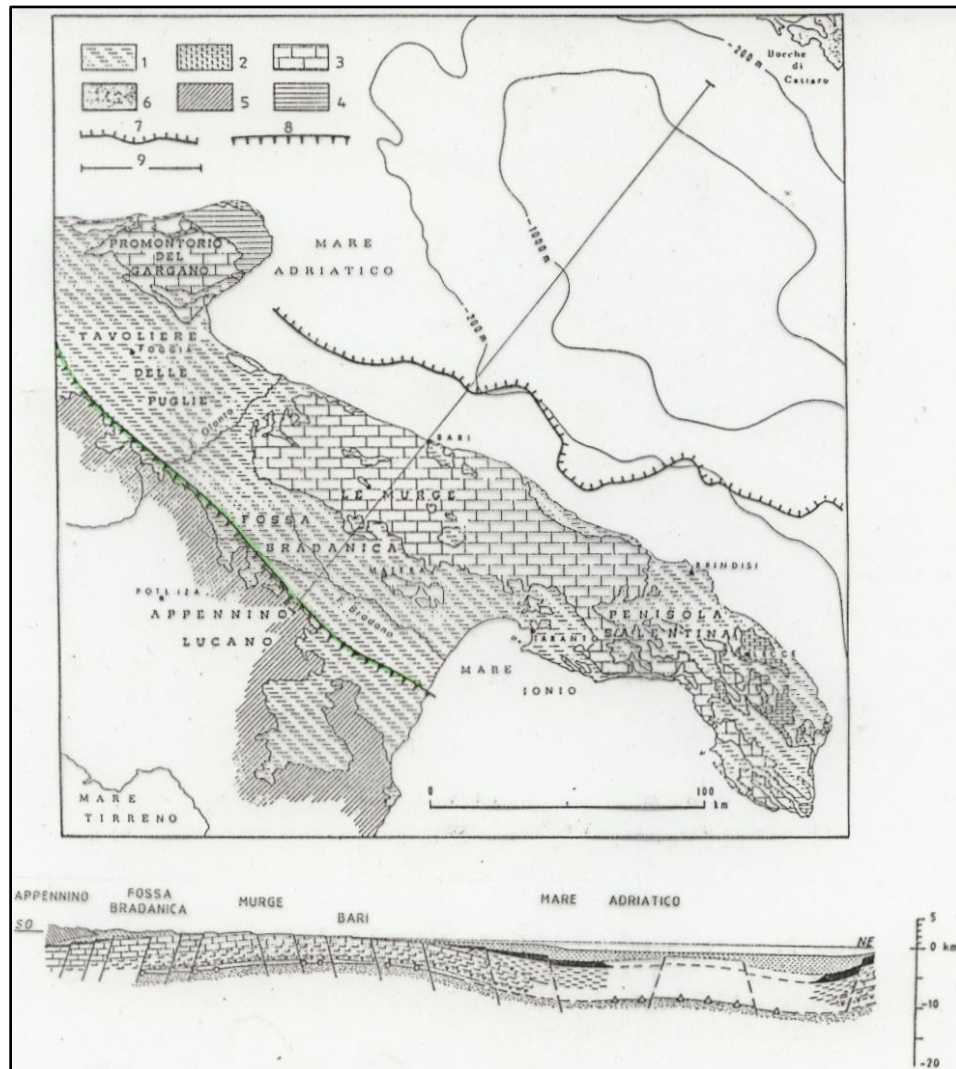 1 2 3
6 5 4
7 8
9
Bocche
di
Cattaro
-200 m
-1000 m
-200 m
PROMONTORIO
DEL
GARGANO
MARE
ADRIATICO
TAVOLIERE
FOGGIA
DELLE
PUGLIE
Ofanto
BARI
LE MURGE
FOSSA
BRADANICA
MATERA
BRINDISI
POTENZA
APPENNINO
LUCANO
F. Bradano
PENISOLA
SALENTINA
TARANTO
LECCE
MARE
IONIO
MARE
TIRRENO
0 100
km
APPENNINO
FOSSA
BRADANICA
MURGE
BARI
MARE ADRIATICO
SO
NE
5
0 km
-10
-20